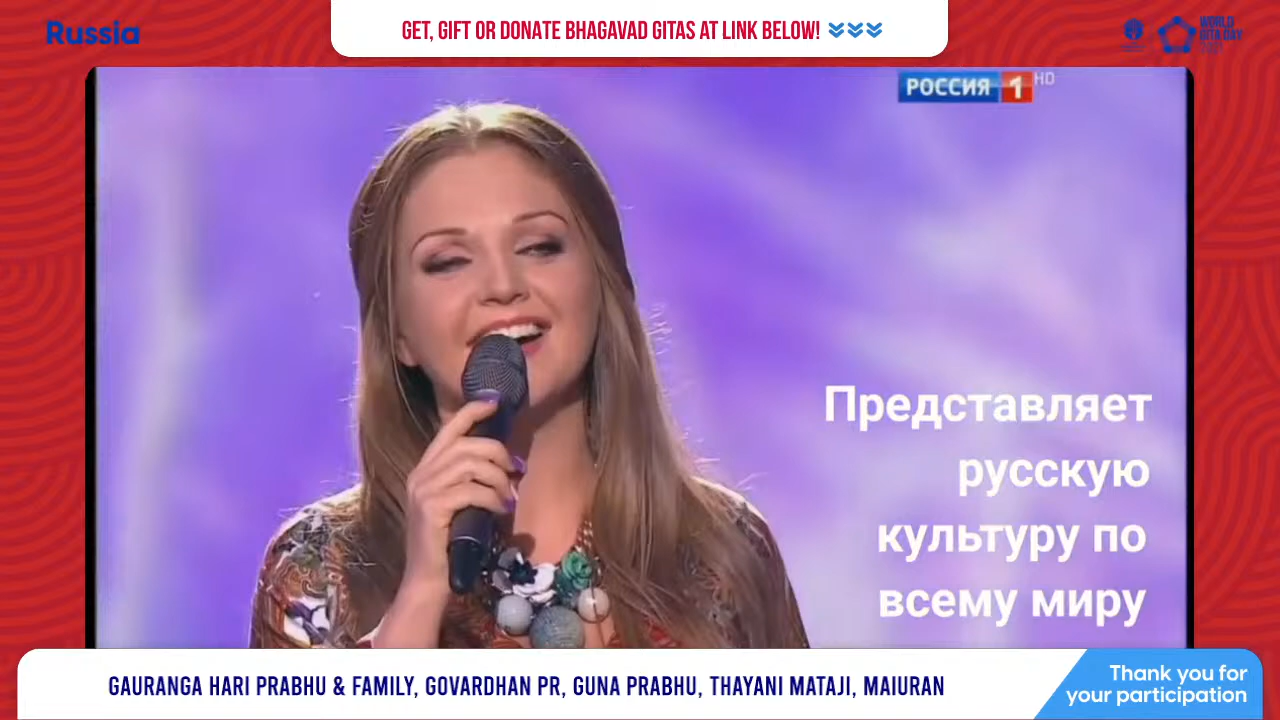 Russia
GET, GIFT OR DONATE BHAGAVAD GITAS AT LINK BELOW!
WORLD
GITA DAY
РОССИЯ 1 HD
Представляет
русскую
культуру по
всему миру
GAURANGA HARI PRABHU & FAMILY, GOVARDHAN PR, GUNA PRABHU, THAYANI MATAJI, MAIURAN
Thank you for
your participation